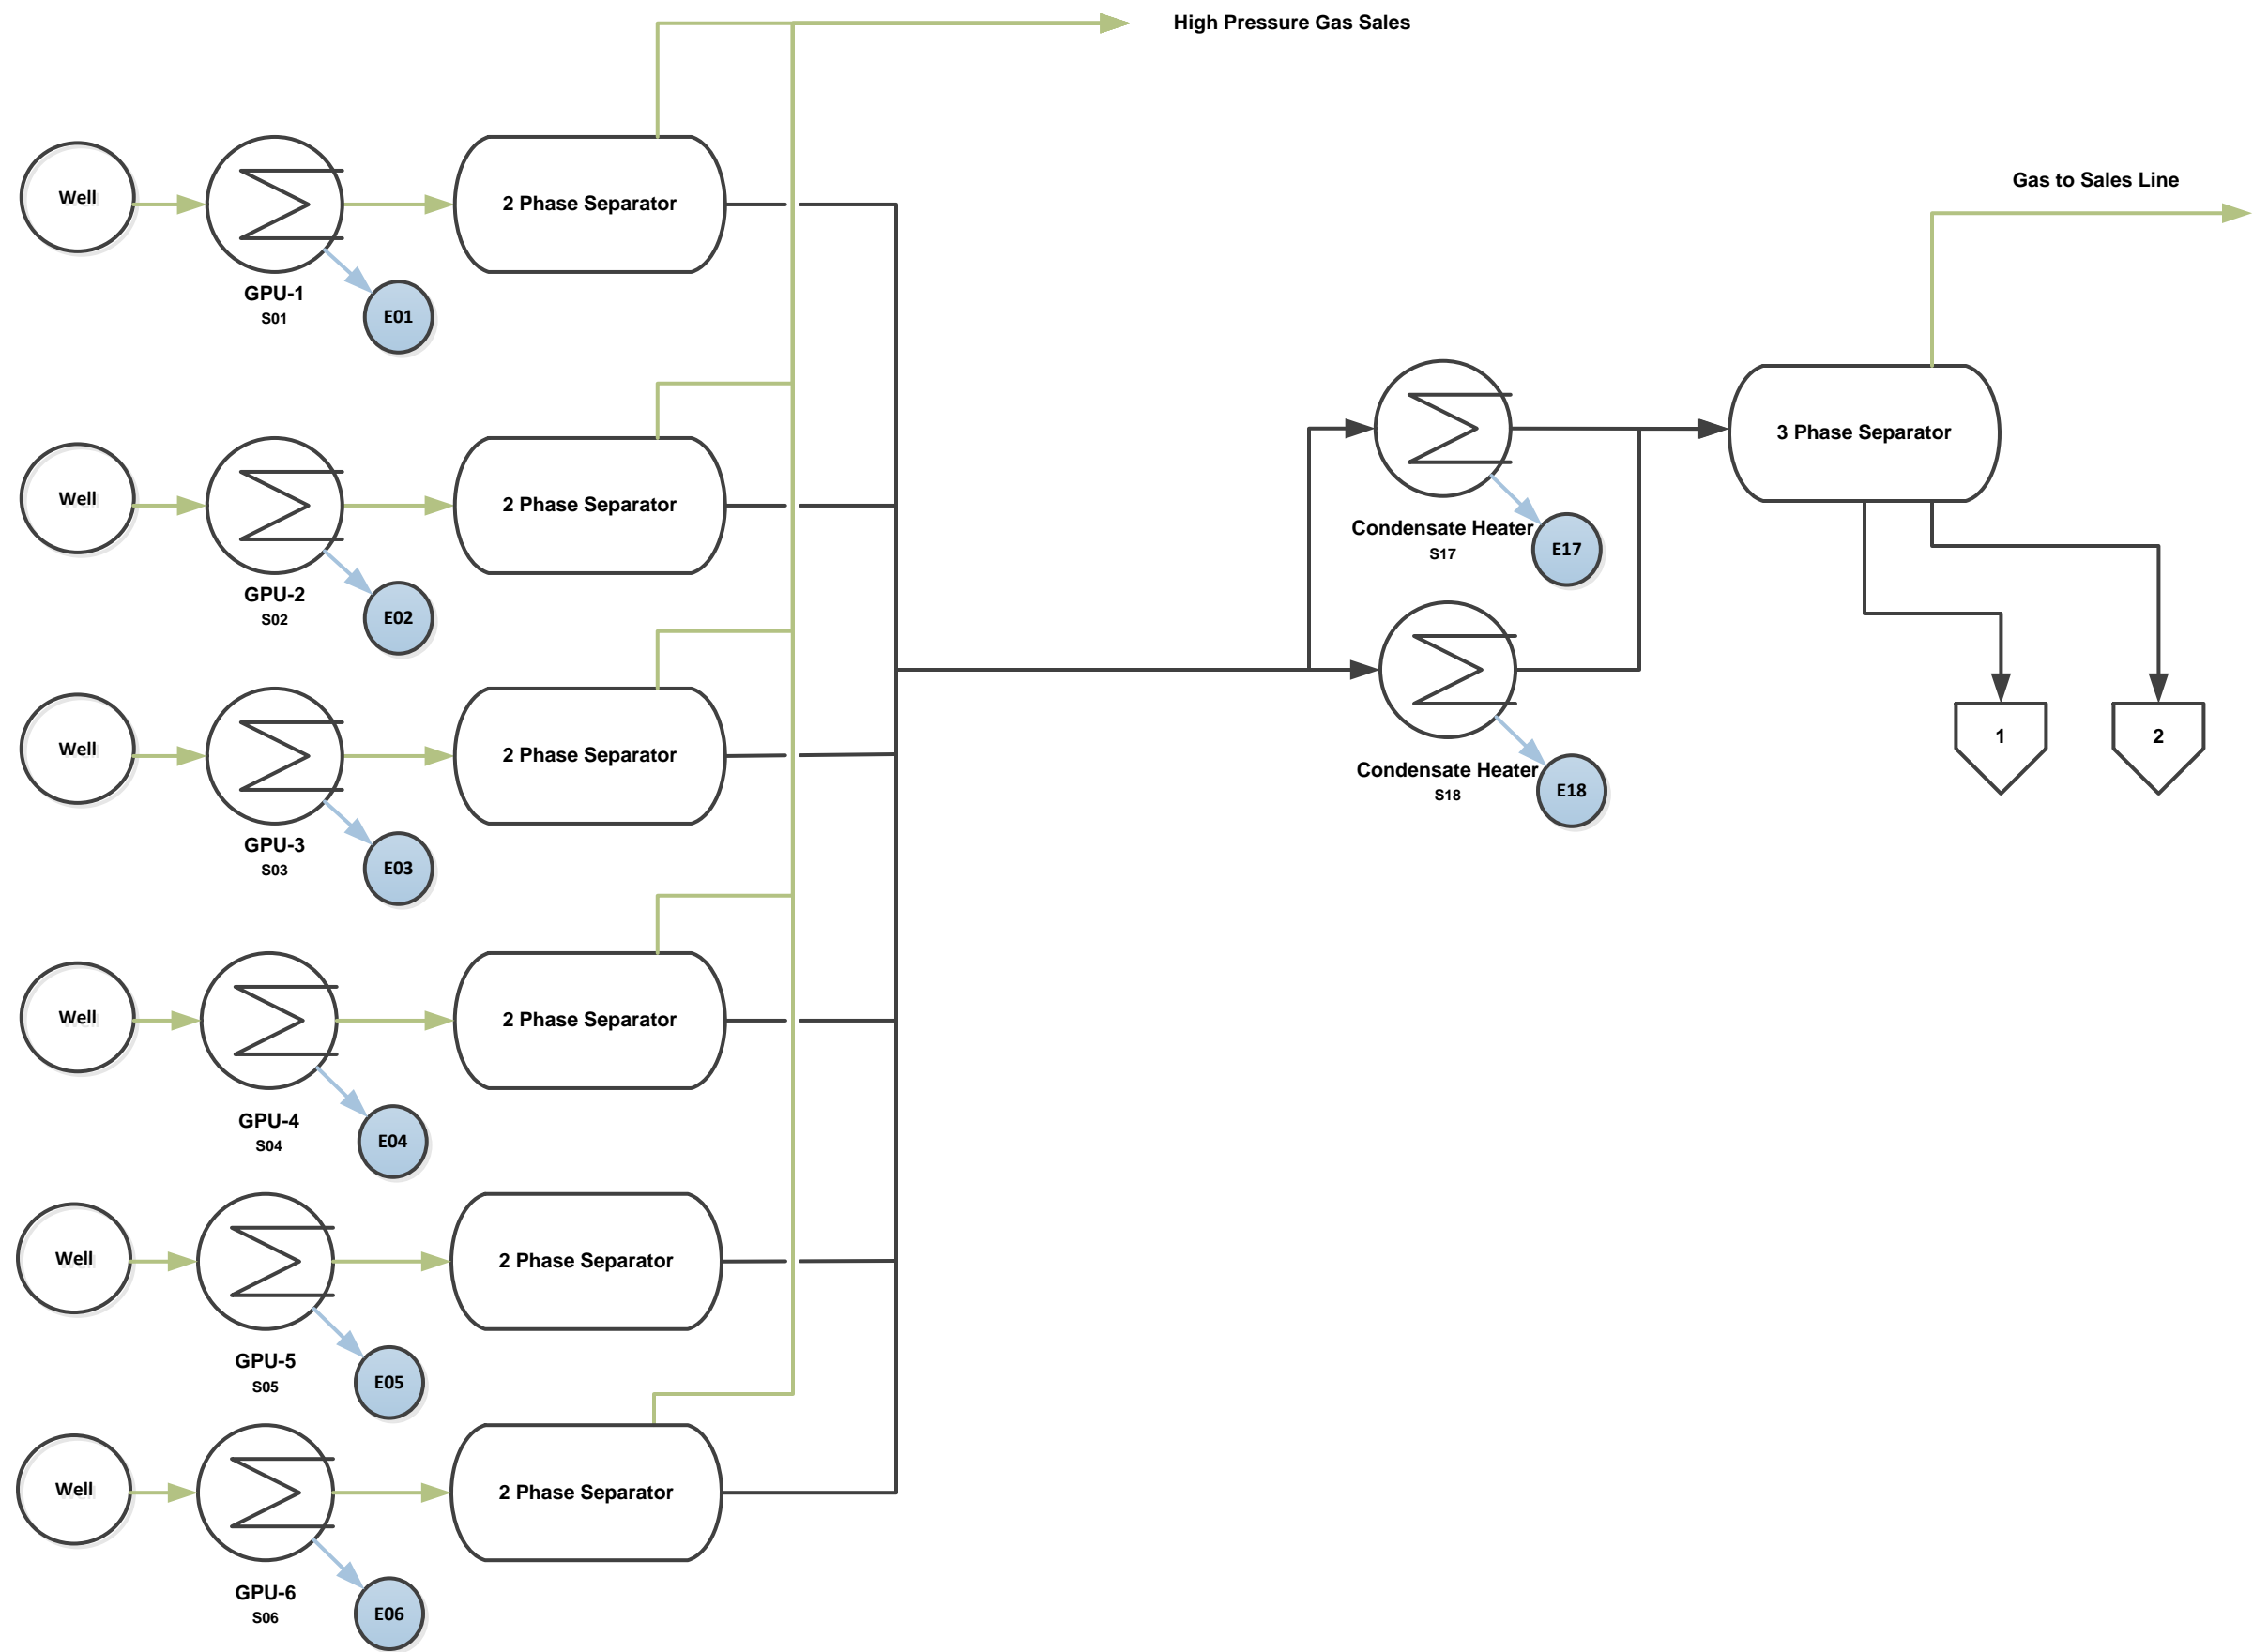 High Pressure Gas Sales
Gas to Sales Line
Well
2 Phase Separator
GPU-1
S01
E01
Well
2 Phase Separator
GPU-2
S02
E02
3 Phase Separator
Condensate Heater
S17
E17
Well
2 Phase Separator
GPU-3
S03
E03
1
2
Condensate Heater
S18
E18
Well
2 Phase Separator
GPU-4
S04
E04
Well
2 Phase Separator
GPU-5
S05
E05
Well
2 Phase Separator
GPU-6
S06
E06